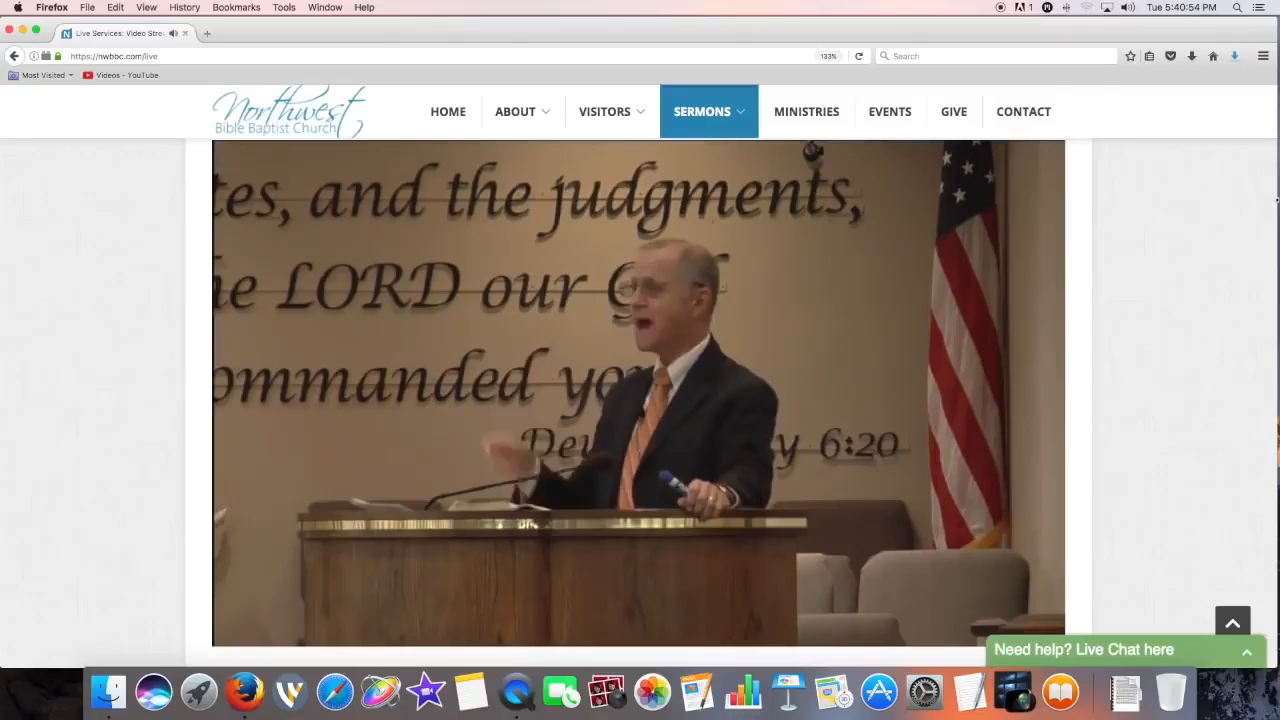 Firefox File Edit View History Bookmarks Tools Window Help
1
Tue 5:40:54 PM
Live Services: Video Stre
https://nwbbc.com/live
133%
Search
Most Visited
Videos - YouTube
Northwest
Bible Baptist Church
HOME ABOUT VISITORS SERMONS MINISTRIES EVENTS GIVE CONTACT
tes, and the judgments,
LORD our
ommanded yo
Deu y 6:20
Need help? Live Chat here